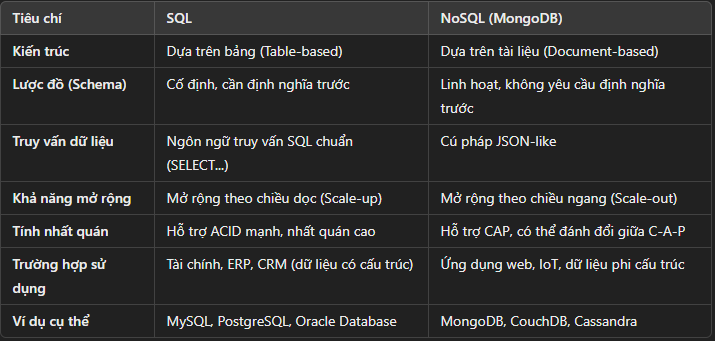 Tiêu chí SQL NoSQL (MongoDB)
Kiến trúc Dựa trên bảng (Table-based) Dựa trên tài liệu (Document-based)
Lược đồ (Schema) Cố định, cần định nghĩa trước Linh hoạt, không yêu cầu định nghĩa
trước
Truy vấn dữ liệu Ngôn ngữ truy vấn SQL chuẩn Cú pháp JSON-like
(SELECT...)
Khả năng mở rộng Mở rộng theo chiều dọc (Scale-up) Mở rộng theo chiều ngang (Scale-out)
Tính nhất quán Hỗ trợ ACID mạnh, nhất quán cao Hỗ trợ CAP, có thể đánh đổi giữa C-A-P
Trường hợp sử Tài chính, ERP, CRM (dữ liệu có cấu trúc) Ứng dụng web, IoT, dữ liệu phi cấu trúc
dụng
Ví dụ cụ thể MySQL, PostgreSQL, Oracle Database MongoDB, CouchDB, Cassandra